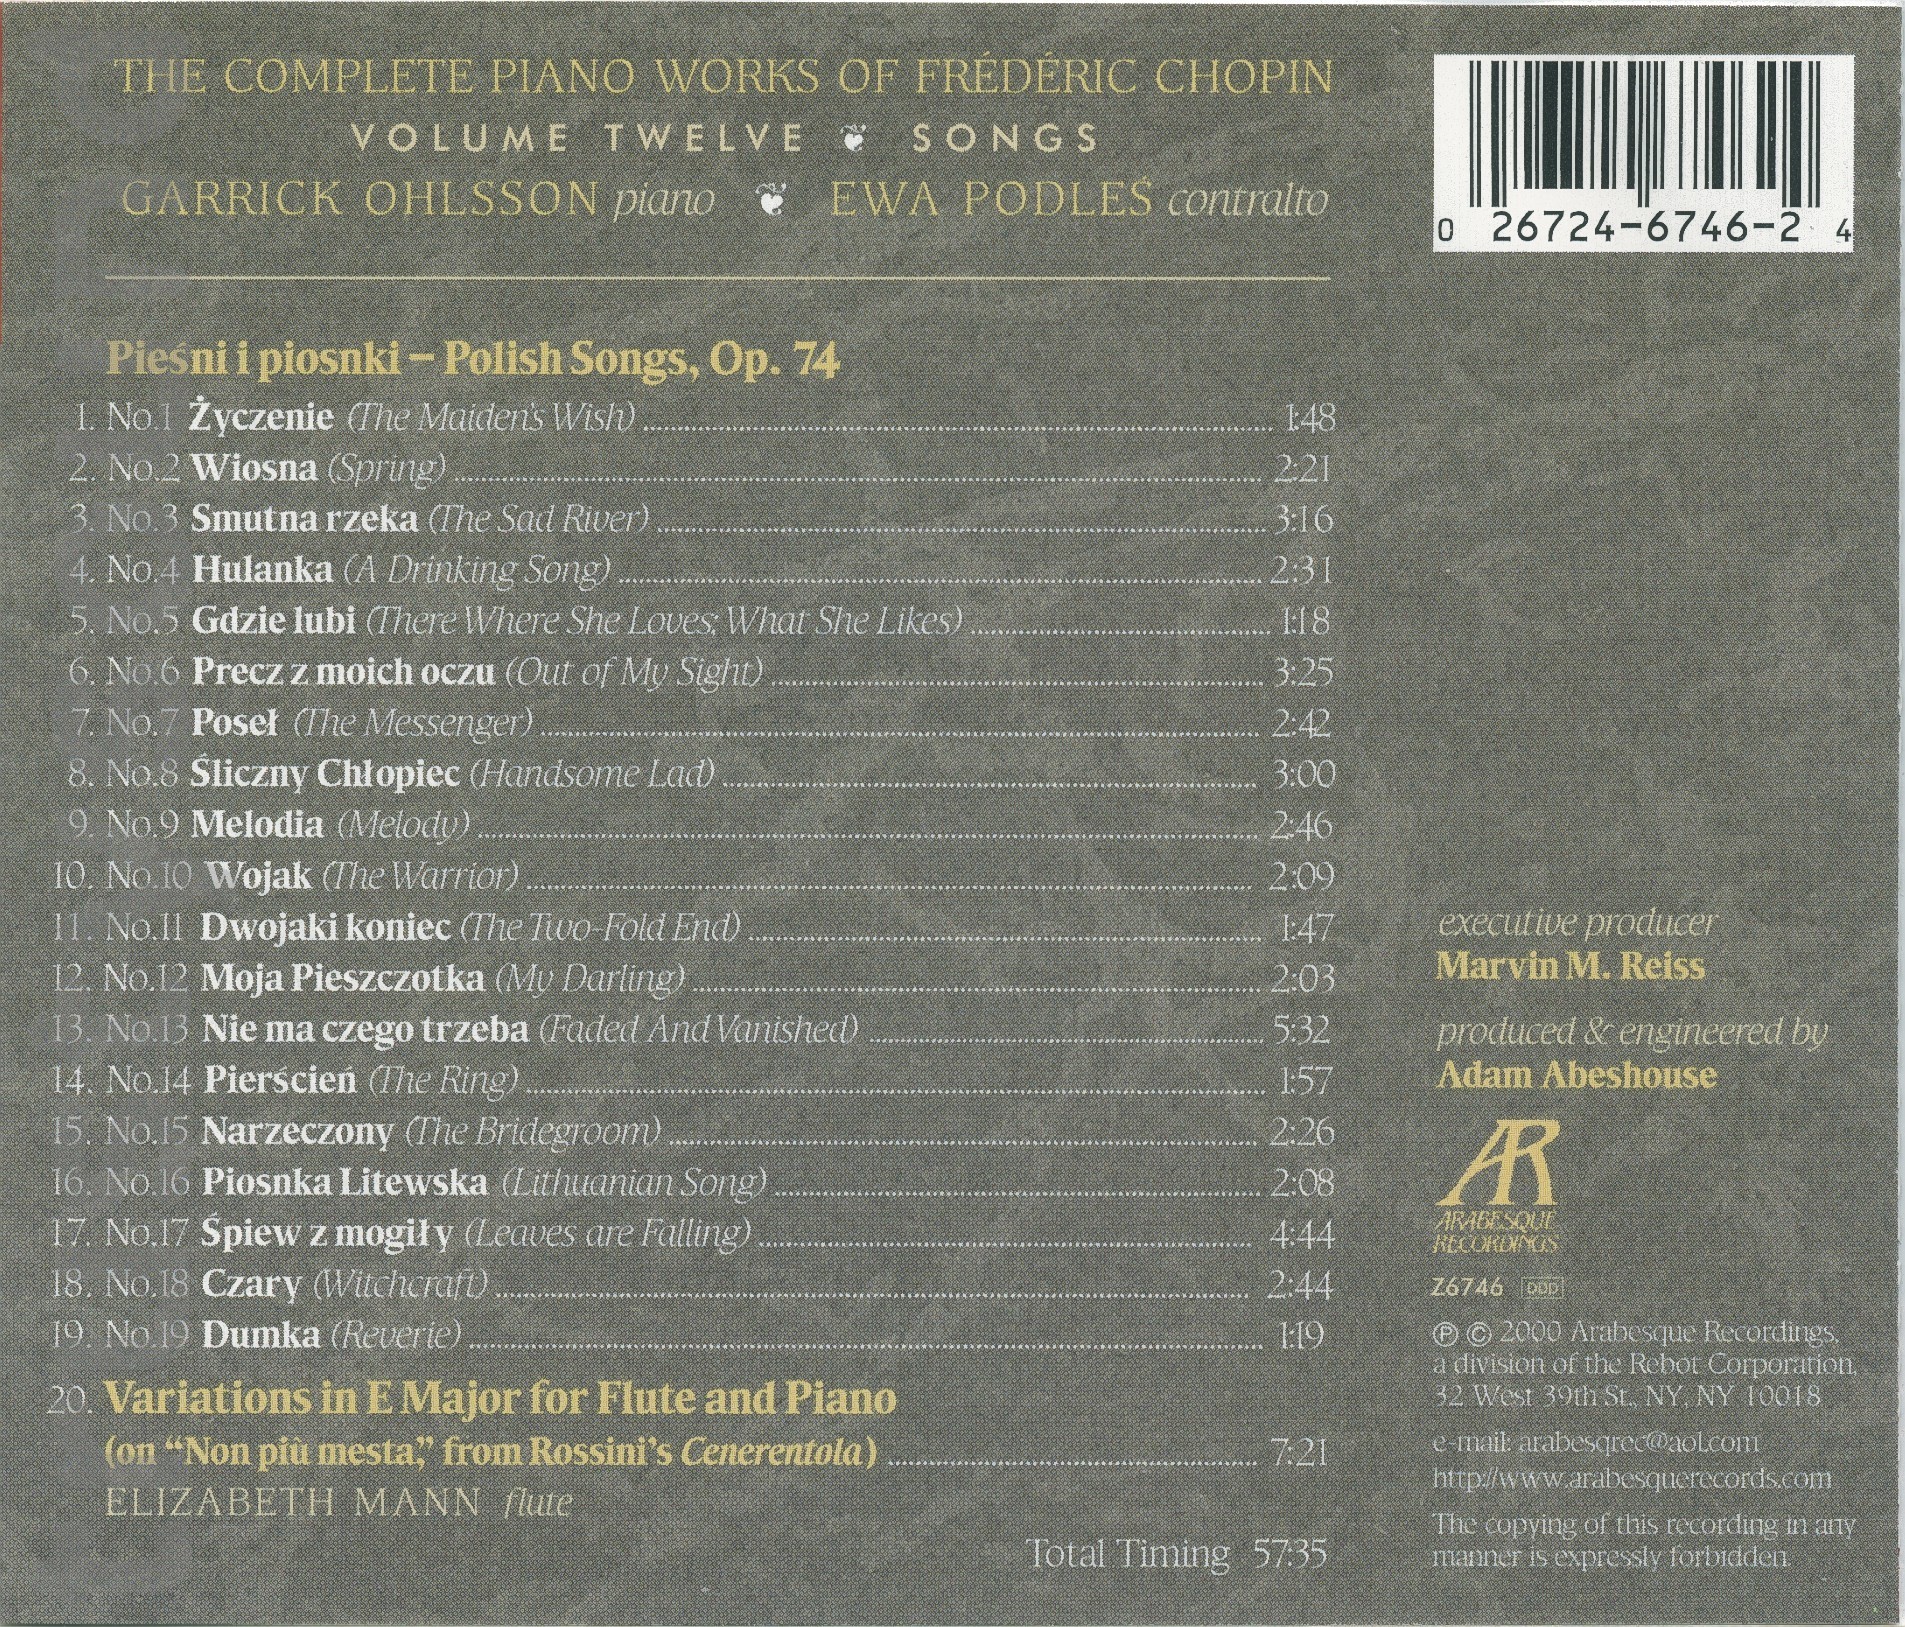 THE COMPLETE PIANO WORKS OF FRÉDÉRIC CHOPIN
VOLUME TWELVE ❦ SONGS
GARRICK OHLSSON piano ❦ EWA PODLEŚ contralto
0 26724-6746-2 4
Pieśni i piosnki – Polish Songs, Op. 74
1. No.1 Życzenie (The Maiden's Wish) 1:48
2. No.2 Wiosna (Spring) 2:21
3. No.3 Smutna rzeka (The Sad River) 3:16
4. No.4 Hulanka (A Drinking Song) 2:31
5. No.5 Gdzie lubi (There Where She Loves; What She Likes) 1:18
6. No.6 Precz z moich oczu (Out of My Sight) 3:25
7. No.7 Poseł (The Messenger) 2:42
8. No.8 Śliczny Chłopiec (Handsome Lad) 3:00
9. No.9 Melodia (Melody) 2:46
10. No.10 Wojak (The Warrior) 2:09
11. No.11 Dwojaki koniec (The Two-Fold End) 1:47
12. No.12 Moja Pieszczotka (My Darling) 2:03
13. No.13 Nie ma czego trzeba (Faded And Vanished) 5:32
14. No.14 Pierścień (The Ring) 1:57
15. No.15 Narzeczony (The Bridegroom) 2:26
16. No.16 Piosnka Litewska (Lithuanian Song) 2:08
17. No.17 Śpiew z mogiły (Leaves are Falling) 4:44
18. No.18 Czary (Witchcraft) 2:44
19. No.19 Dumka (Reverie) 1:19
20. Variations in E Major for Flute and Piano
(on “Non più mesta,” from Rossini's Cenerentola) 7:21
ELIZABETH MANN flute
Total Timing 57:35
executive producer
Marvin M. Reiss
produced & engineered by
Adam Abeshouse
AR
ARABESQUE
RECORDINGS
Z6746 DDD
℗ © 2000 Arabesque Recordings,
a division of the Rebot Corporation,
32 West 39th St., NY, NY 10018
e-mail: arabesqrec@aol.com
http://www.arabesquerecords.com
The copying of this recording in any
manner is expressly forbidden.